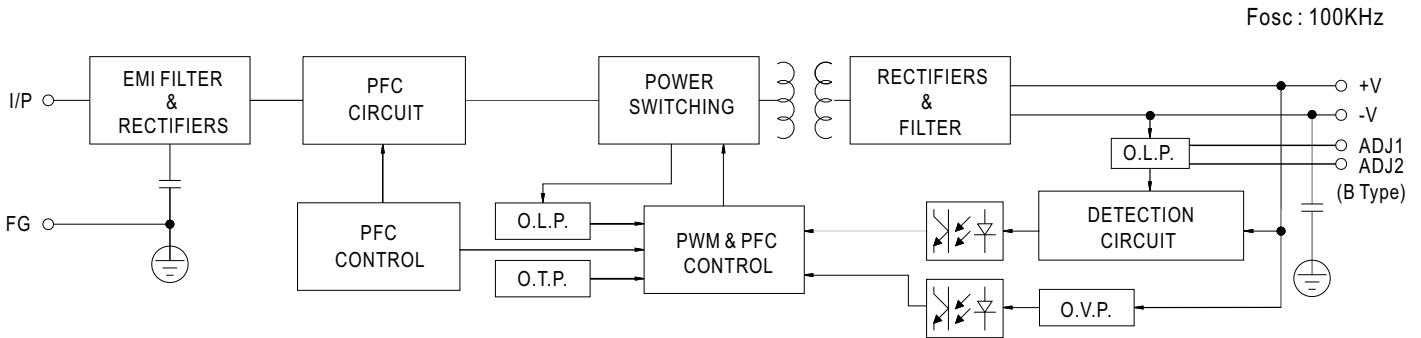 Fosc : 100KHz
I/P
EMI FILTER
&
RECTIFIERS
PFC
CIRCUIT
POWER
SWITCHING
RECTIFIERS
&
FILTER
+V
-V
O.L.P.
ADJ1
ADJ2
(B Type)
FG
PFC
CONTROL
O.L.P.
O.T.P.
PWM & PFC
CONTROL
DETECTION
CIRCUIT
O.V.P.